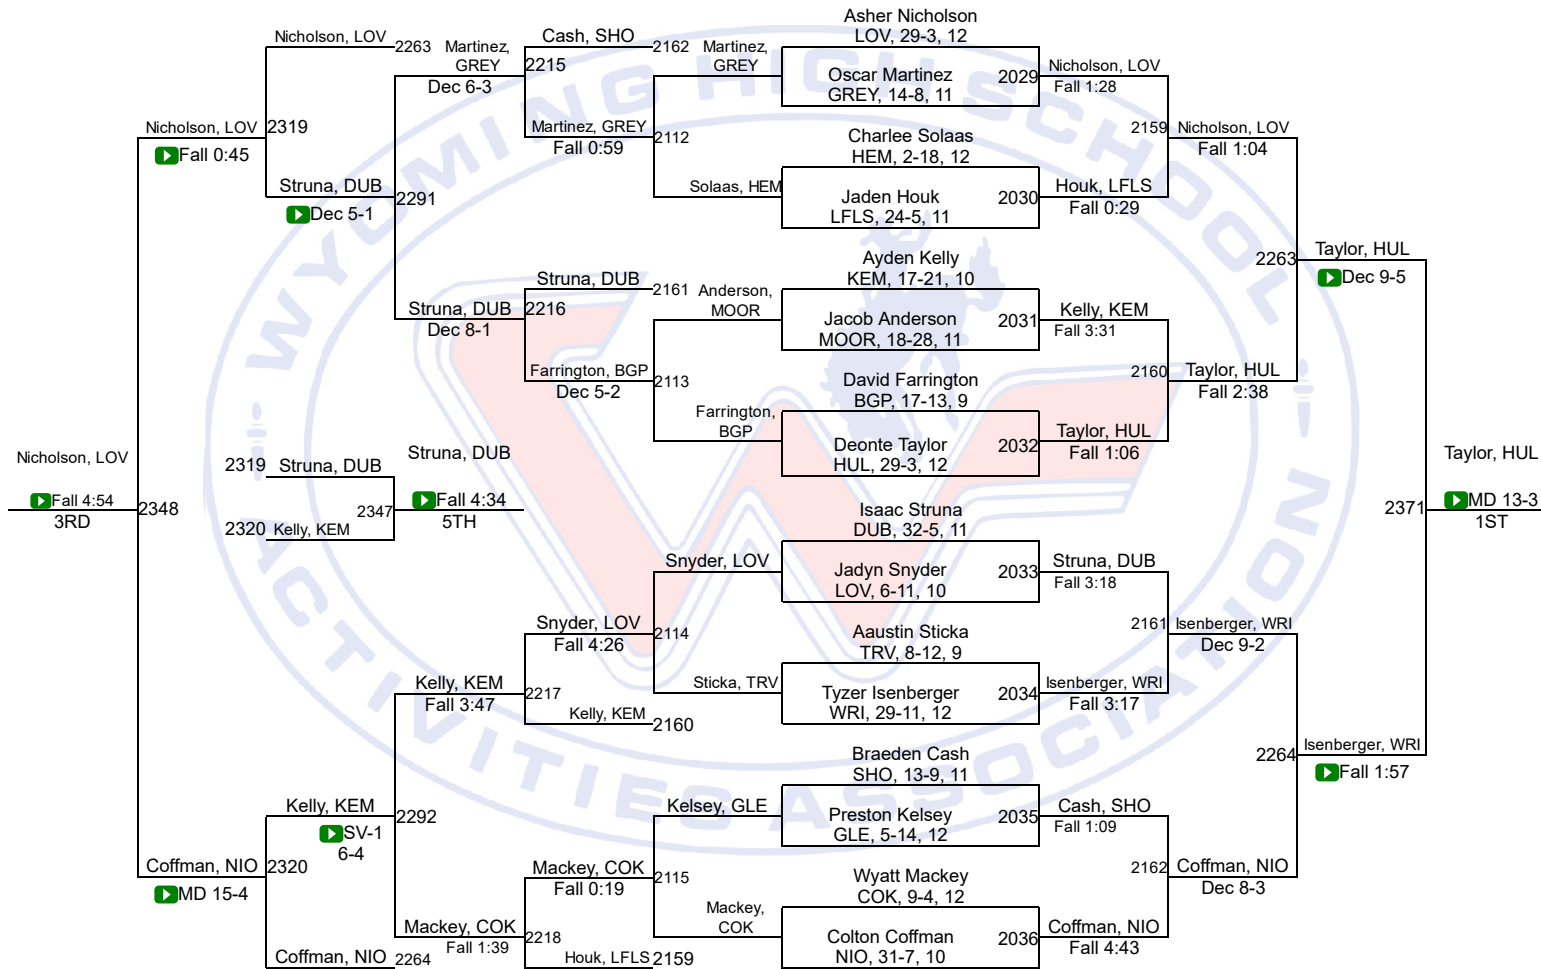 Asher Nicholson
LOV, 29-3, 12
Nicholson, LOV
2263
Martinez,
GREY
Dec 6-3
Cash, SHO
2162
2215
Martinez,
GREY
Oscar Martinez
GREY, 14-8, 11
2029
Nicholson, LOV
Fall 1:28
Nicholson, LOV
Fall 0:45
2319
Martinez, GREY
Fall 0:59
2112
Charlee Solaas
HEM, 2-18, 12
2159
Nicholson, LOV
Fall 1:04
Struna, DUB
Dec 5-1
2291
Solaas, HEM
Jaden Houk
LFLS, 24-5, 11
2030
Houk, LFLS
Fall 0:29
Ayden Kelly
KEM, 17-21, 10
2263
Taylor, HUL
Dec 9-5
Struna, DUB
2161
Struna, DUB
Dec 8-1
2216
Anderson,
MOOR
Jacob Anderson
MOOR, 18-28, 11
2031
Kelly, KEM
Fall 3:31
Farrington, BGP
Dec 5-2
2113
David Farrington
BGP, 17-13, 9
2160
Taylor, HUL
Fall 2:38
Farrington,
BGP
Deonte Taylor
HUL, 29-3, 12
2032
Taylor, HUL
Fall 1:06
Nicholson, LOV
Fall 4:54
3RD
2348
2319
Struna, DUB
2320
Kelly, KEM
2347
Struna, DUB
Fall 4:34
5TH
2371
Taylor, HUL
MD 13-3
1ST
Isaac Struna
DUB, 32-5, 11
Snyder, LOV
Jadyn Snyder
LOV, 6-11, 10
2033
Struna, DUB
Fall 3:18
Snyder, LOV
Fall 4:26
2114
Aaustin Sticka
TRV, 8-12, 9
2161
Isenberger, WRI
Dec 9-2
Kelly, KEM
Fall 3:47
2217
Sticka, TRV
Tyzer Isenberger
WRI, 29-11, 12
2034
Isenberger, WRI
Fall 3:17
Kelly, KEM
2160
Braeden Cash
SHO, 13-9, 11
2264
Isenberger, WRI
Fall 1:57
Kelly, KEM
SV-1
6-4
2292
Kelsey, GLE
Preston Kelsey
GLE, 5-14, 12
2035
Cash, SHO
Fall 1:09
Coffman, NIO
MD 15-4
2320
Mackey, COK
Fall 0:19
2115
Wyatt Mackey
COK, 9-4, 12
2162
Coffman, NIO
Dec 8-3
Mackey, COK
Fall 1:39
2218
Mackey,
COK
Colton Coffman
NIO, 31-7, 10
2036
Coffman, NIO
Fall 4:43
Coffman, NIO
2264
Houk, LFLS
2159
WYOMING HIGH SCHOOL
ACTIVITIES ASSOCIATION